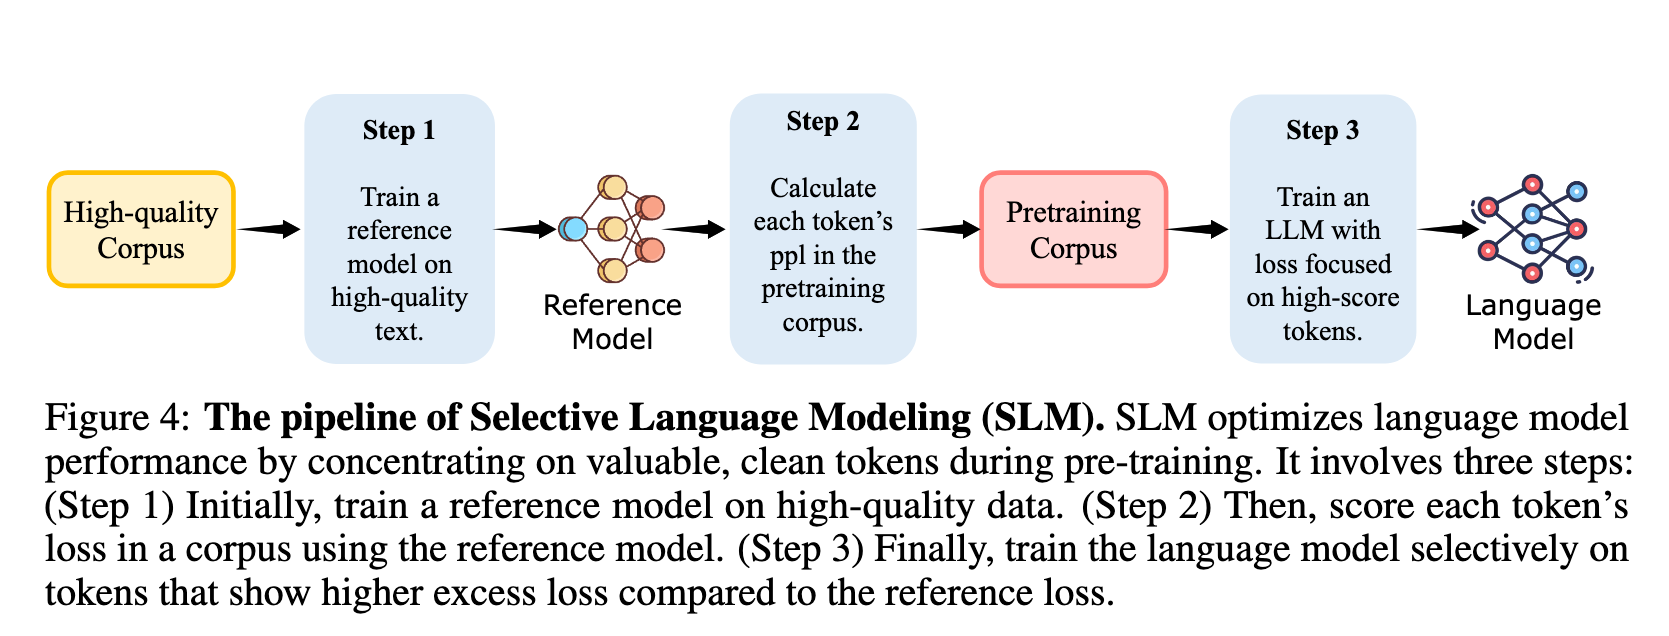 High-quality
Corpus
Step 1
Train a
reference
model on
high-quality
text.
Reference
Model
Step 2
Calculate
each token’s
ppl in the
pretraining
corpus.
Pretraining
Corpus
Step 3
Train an
LLM with
loss focused
on high-score
tokens.
Language
Model
Figure 4: The pipeline of Selective Language Modeling (SLM). SLM optimizes language model
performance by concentrating on valuable, clean tokens during pre-training. It involves three steps:
(Step 1) Initially, train a reference model on high-quality data. (Step 2) Then, score each token’s
loss in a corpus using the reference model. (Step 3) Finally, train the language model selectively on
tokens that show higher excess loss compared to the reference loss.